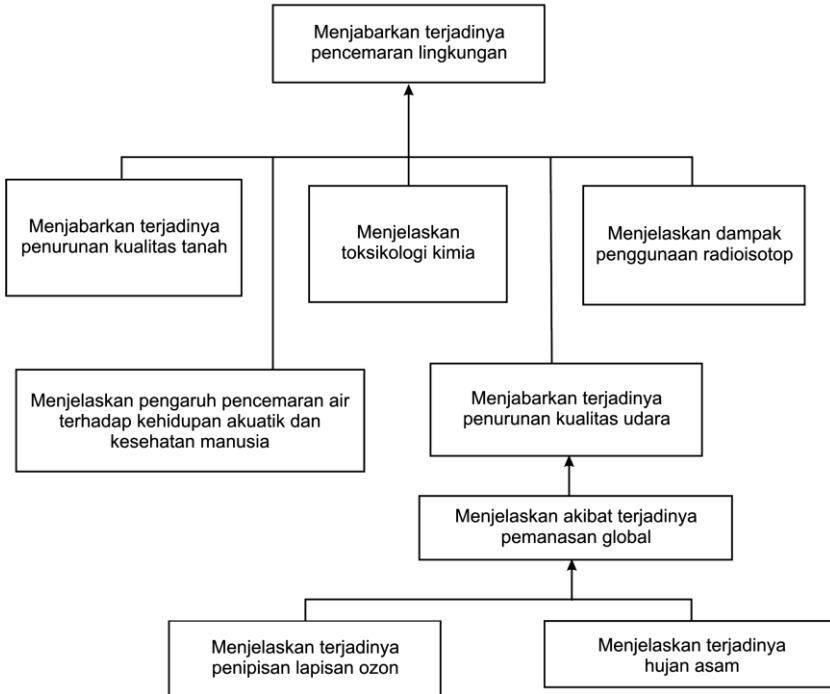 Menjabarkan terjadinya
pencemaran lingkungan
Menjabarkan terjadinya
penurunan kualitas tanah
Menjelaskan
toksikologi kimia
Menjelaskan dampak
penggunaan radioisotop
Menjelaskan pengaruh pencemaran air
terhadap kehidupan akuatik dan
kesehatan manusia
Menjabarkan terjadinya
penurunan kualitas udara
Menjelaskan akibat terjadinya
pemanasan global
Menjelaskan terjadinya
penipisan lapisan ozon
Menjelaskan terjadinya
hujan asam